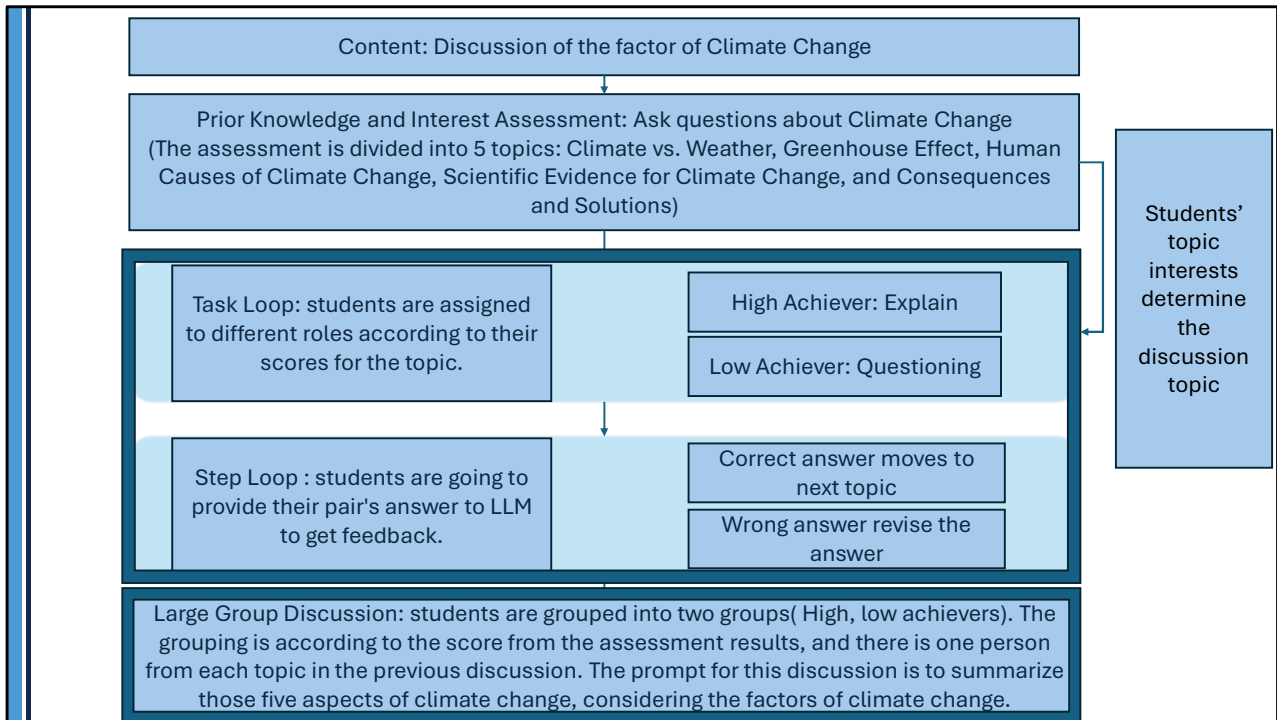 Content: Discussion of the factor of Climate Change
Prior Knowledge and Interest Assessment: Ask questions about Climate Change
(The assessment is divided into 5 topics: Climate vs. Weather, Greenhouse Effect, Human
Causes of Climate Change, Scientific Evidence for Climate Change, and Consequences
and Solutions)
Students’
topic
interests
determine
the
discussion
topic
Task Loop: students are assigned
to different roles according to their
scores for the topic.
High Achiever: Explain
Low Achiever: Questioning
Step Loop : students are going to
provide their pair's answer to LLM
to get feedback.
Correct answer moves to
next topic
Wrong answer revise the
answer
Large Group Discussion: students are grouped into two groups( High, low achievers). The
grouping is according to the score from the assessment results, and there is one person
from each topic in the previous discussion. The prompt for this discussion is to summarize
those five aspects of climate change, considering the factors of climate change.